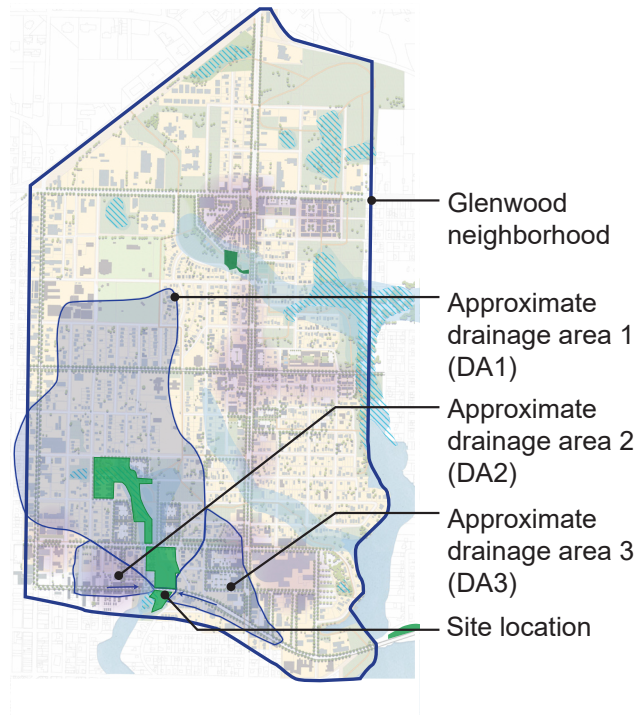 Glenwood
neighborhood
Approximate
drainage area 1
(DA1)
Approximate
drainage area 2
(DA2)
Approximate
drainage area 3
(DA3)
Site location